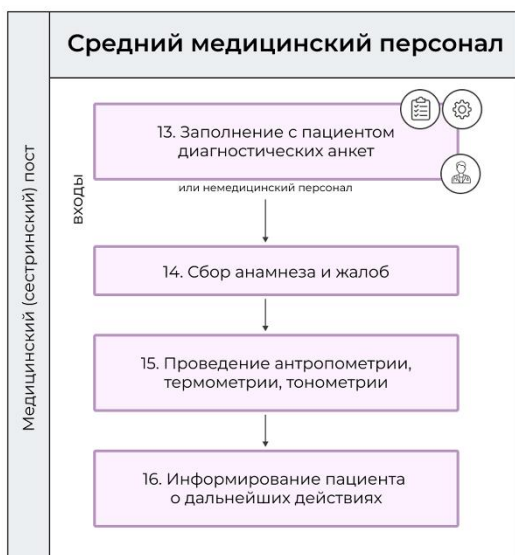 Средний медицинский персонал
Медицинский (сестринский) пост
входы
13. Заполнение с пациентом
диагностических анкет
или немедицинский персонал
14. Сбор анамнеза и жалоб
15. Проведение антропометрии,
термометрии, тонометрии
16. Информирование пациента
о дальнейших действиях